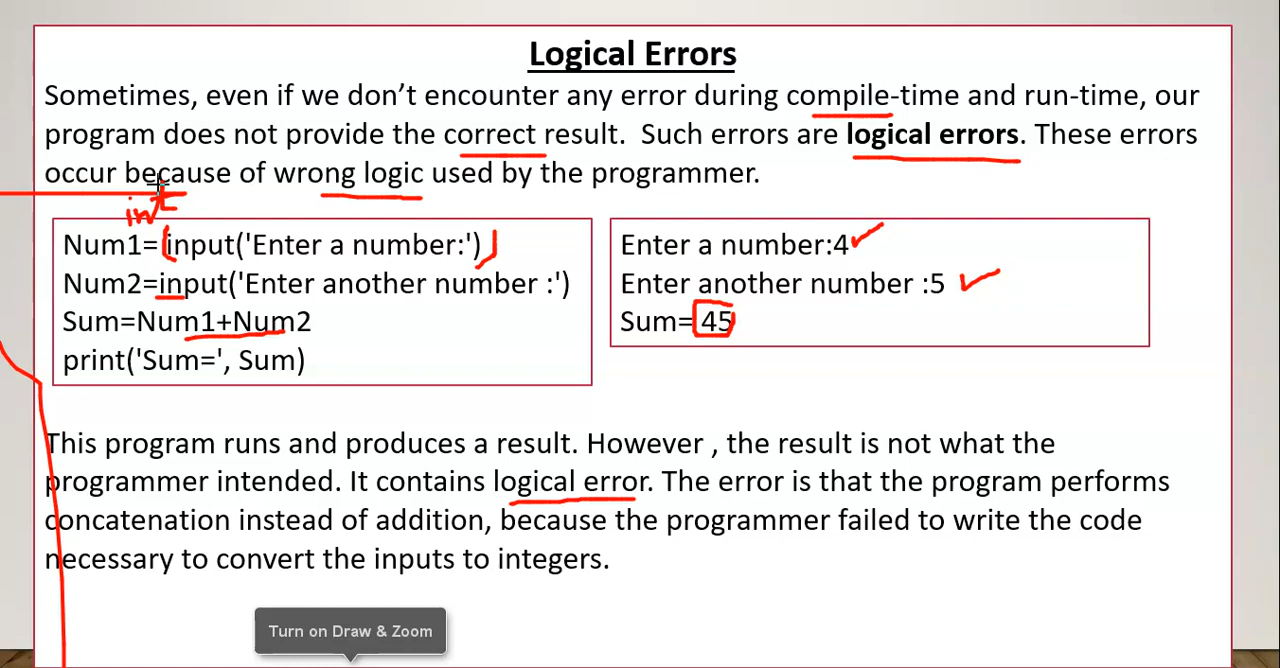 Logical Errors
Sometimes, even if we don't encounter any error during compile-time and run-time, our
program does not provide the correct result.  Such errors are logical errors. These errors
occur because of wrong logic used by the programmer.
int
Num1= (input('Enter a number:') )
Num2=input('Enter another number :')
Sum=Num1+Num2
print('Sum=', Sum)
Enter a number:4
Enter another number :5
Sum= 45
This program runs and produces a result. However , the result is not what the
programmer intended. It contains logical error. The error is that the program performs
concatenation instead of addition, because the programmer failed to write the code
necessary to convert the inputs to integers.
Turn on Draw & Zoom